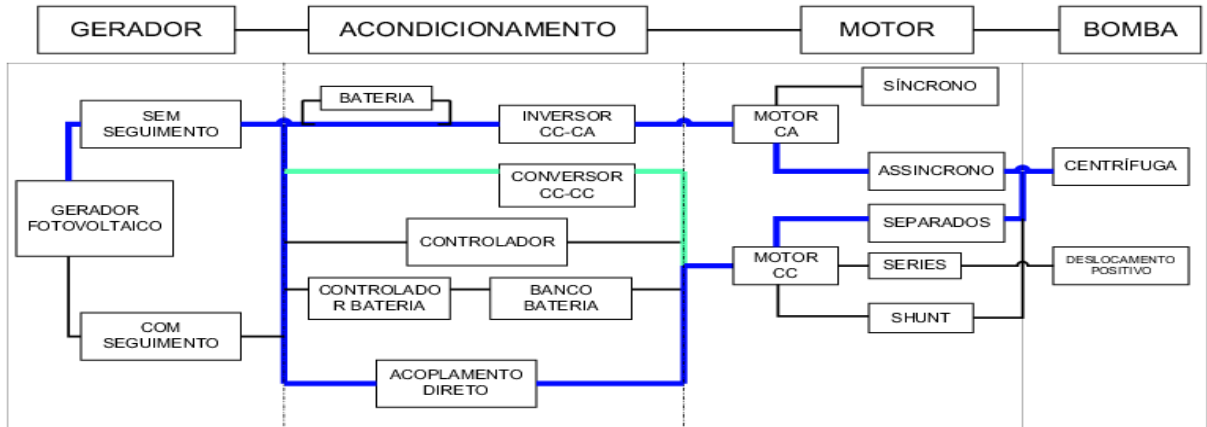 GERADOR
ACONDICIONAMENTO
MOTOR
BOMBA
SEM
SEGUIMENTO
GERADOR
FOTOVOLTAICO
COM
SEGUIMENTO
BATERIA
INVERSOR
CC-CA
CONVERSOR
CC-CC
CONTROLADOR
CONTROLADO
R BATERIA
BANCO
BATERIA
ACOPLAMENTO
DIRETO
MOTOR
CA
SÍNCRONO
ASSINCRONO
MOTOR
CC
SEPARADOS
SERIES
SHUNT
CENTRÍFUGA
DESLOCAMENTO
POSITIVO